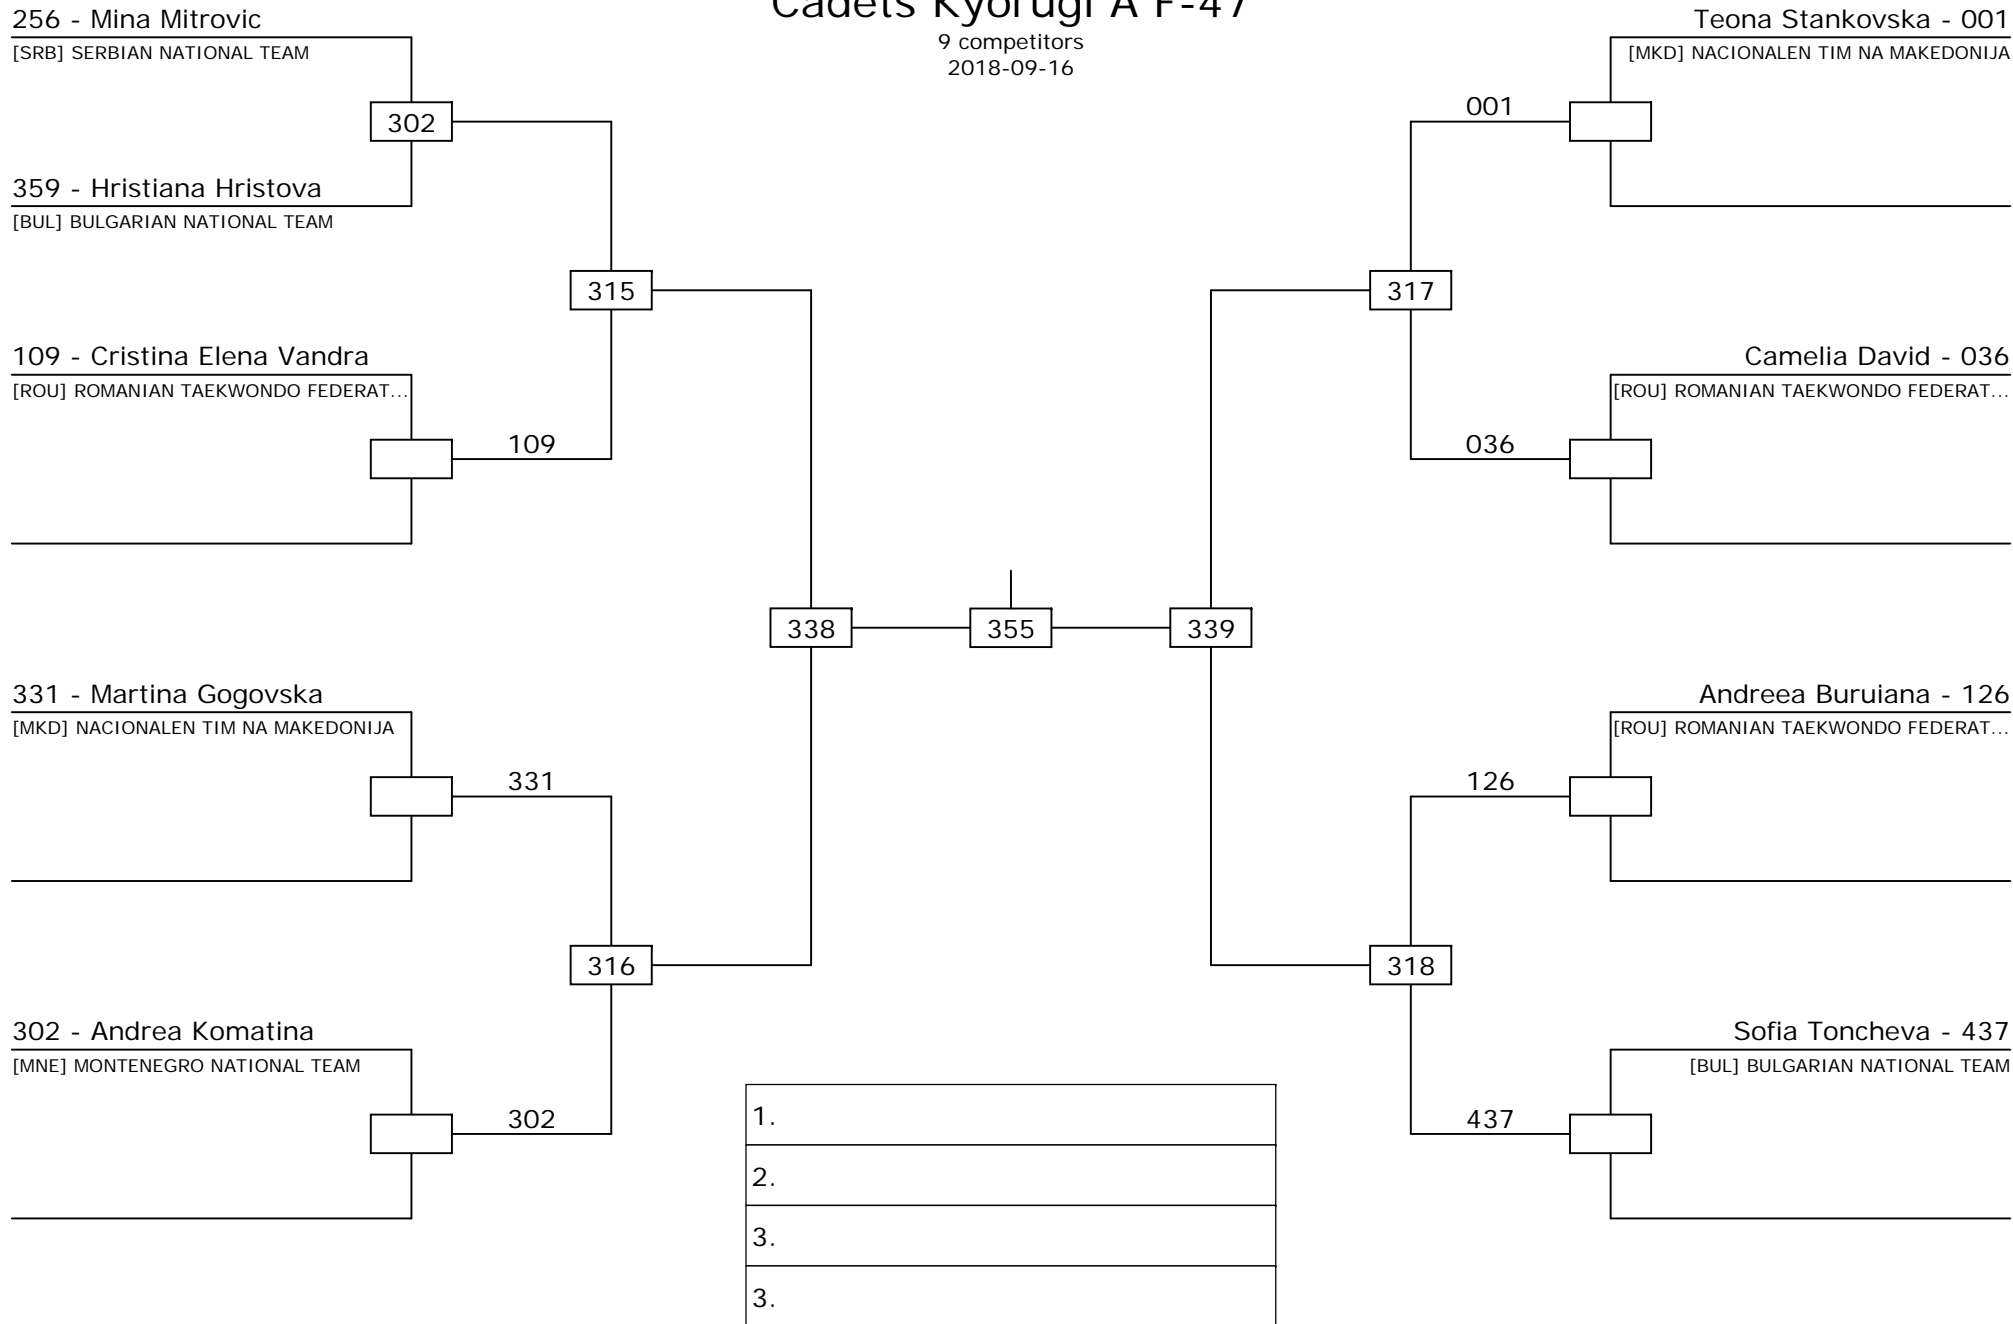 Cadets Kyorugi A F-47
9 competitors
2018-09-16
256 - Mina Mitrovic
[SRB] SERBIAN NATIONAL TEAM
302
359 - Hristiana Hristova
[BUL] BULGARIAN NATIONAL TEAM
315
109 - Cristina Elena Vandra
[ROU] ROMANIAN TAEKWONDO FEDERAT...
109
338
331 - Martina Gogovska
[MKD] NACIONALEN TIM NA MAKEDONIJA
331
316
302 - Andrea Komatina
[MNE] MONTENEGRO NATIONAL TEAM
302
355
Teona Stankovska - 001
[MKD] NACIONALEN TIM NA MAKEDONIJA
001
317
Camelia David - 036
[ROU] ROMANIAN TAEKWONDO FEDERAT...
036
339
Andreea Buruiana - 126
[ROU] ROMANIAN TAEKWONDO FEDERAT...
126
318
Sofia Toncheva - 437
[BUL] BULGARIAN NATIONAL TEAM
437
1.
2.
3.
3.